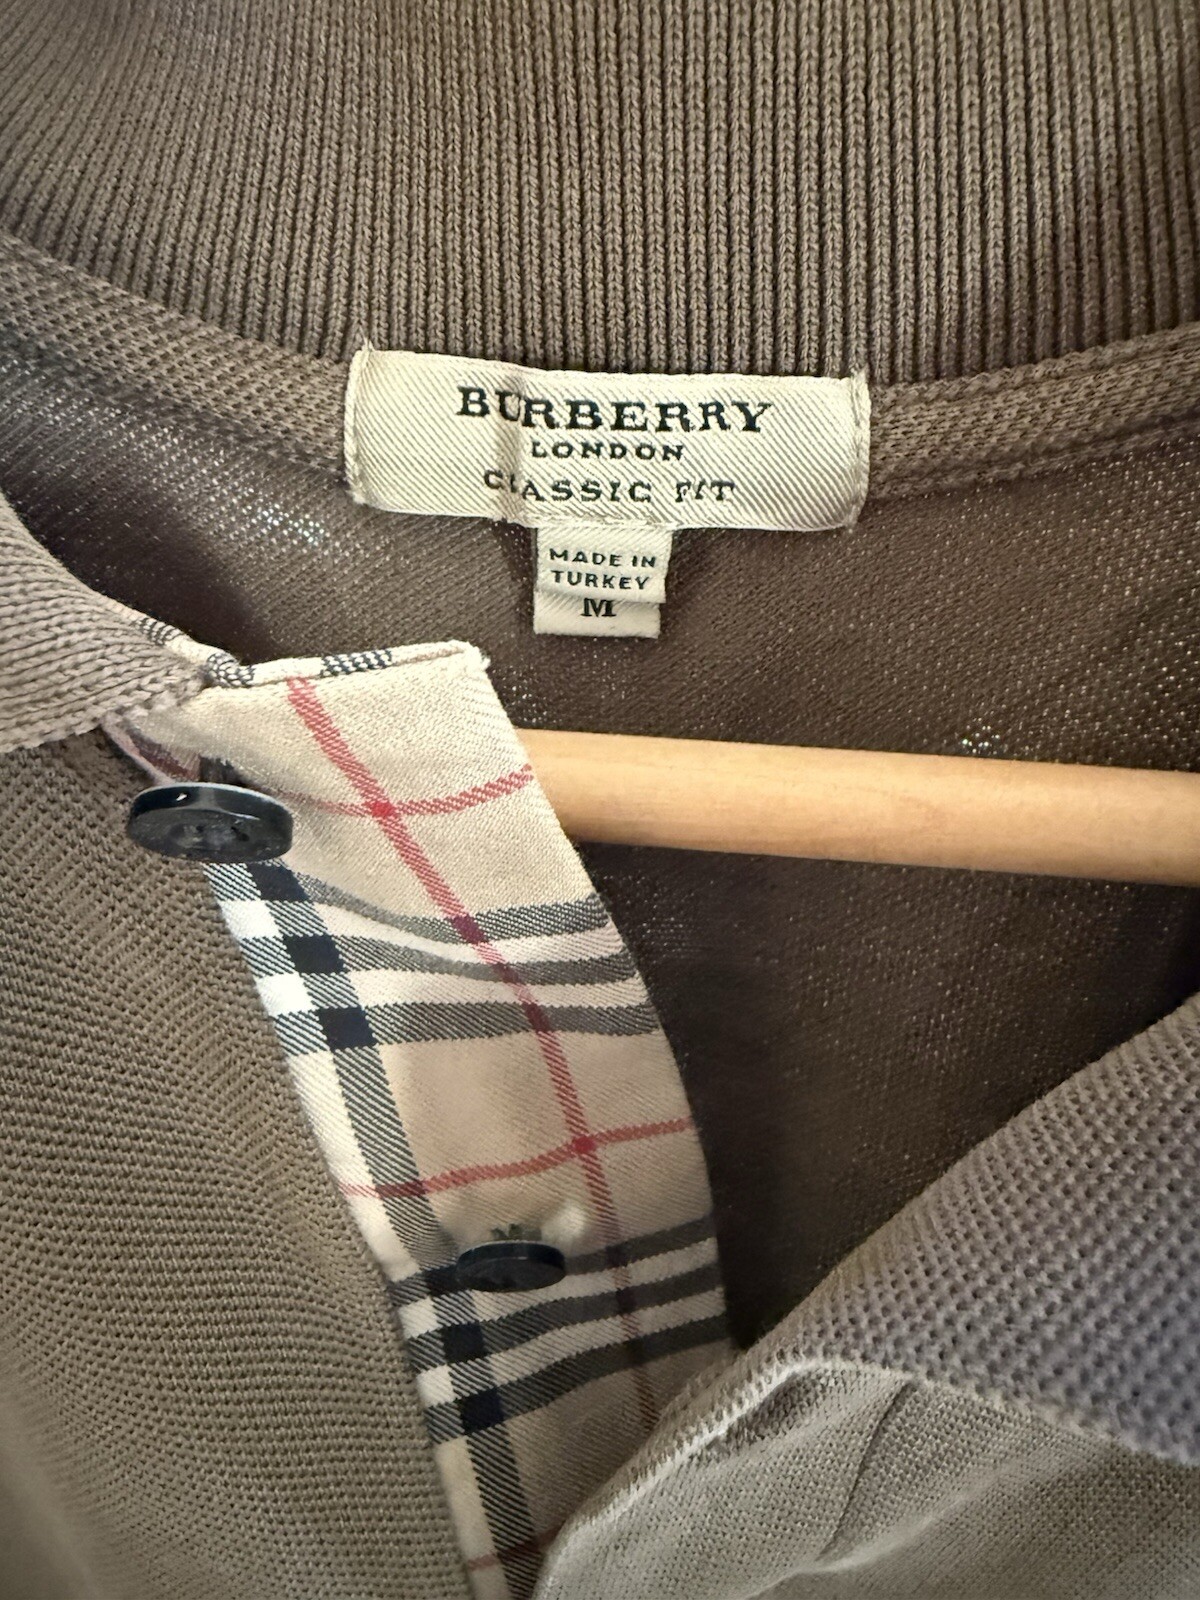 BURBERRY
LONDON
CLASSIC FIT
MADE IN
TURKEY
M